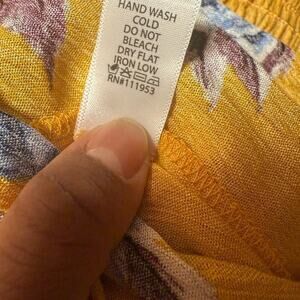 HAND WASH
COLD
DO NOT
BLEACH
DRY FLAT
IRON LOW
RN#111953